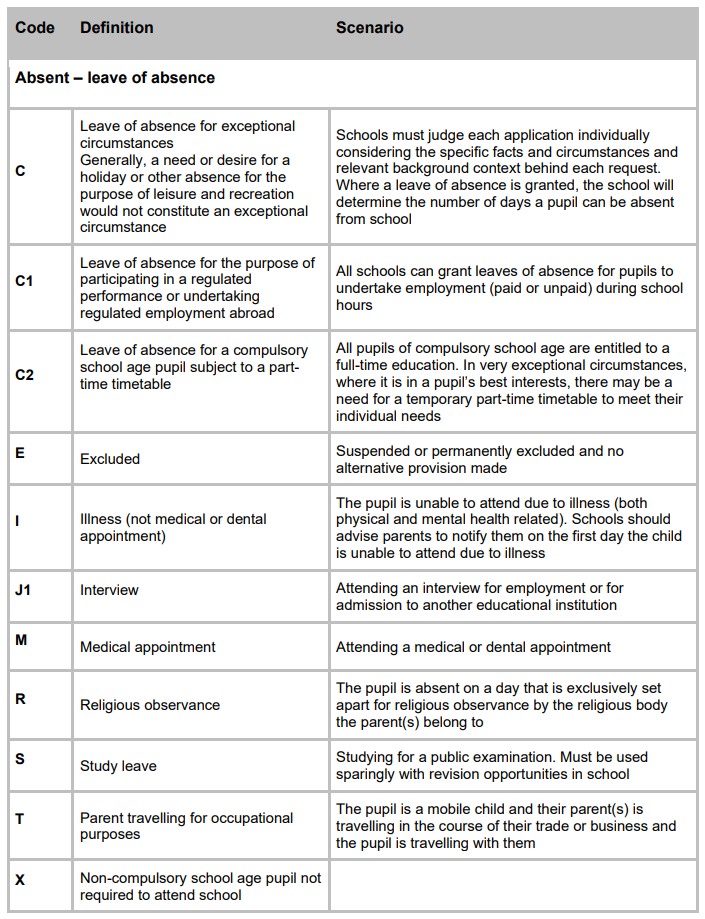 Code Definition Scenario
Absent – leave of absence
C
Leave of absence for exceptional
circumstances
Generally, a need or desire for a
holiday or other absence for the
purpose of leisure and recreation
would not constitute an exceptional
circumstance
Schools must judge each application individually
considering the specific facts and circumstances and
relevant background context behind each request.
Where a leave of absence is granted, the school will
determine the number of days a pupil can be absent
from school
C1
Leave of absence for the purpose of
participating in a regulated
performance or undertaking
regulated employment abroad
All schools can grant leaves of absence for pupils to
undertake employment (paid or unpaid) during school
hours
C2
Leave of absence for a compulsory
school age pupil subject to a part-
time timetable
All pupils of compulsory school age are entitled to a
full-time education. In very exceptional circumstances,
where it is in a pupil's best interests, there may be a
need for a temporary part-time timetable to meet their
individual needs
E
Excluded
Suspended or permanently excluded and no
alternative provision made
I
Illness (not medical or dental
appointment)
The pupil is unable to attend due to illness (both
physical and mental health related). Schools should
advise parents to notify them on the first day the child
is unable to attend due to illness
J1
Interview
Attending an interview for employment or for
admission to another educational institution
M
Medical appointment
Attending a medical or dental appointment
R
Religious observance
The pupil is absent on a day that is exclusively set
apart for religious observance by the religious body
the parent(s) belong to
S
Study leave
Studying for a public examination. Must be used
sparingly with revision opportunities in school
T
Parent travelling for occupational
purposes
The pupil is a mobile child and their parent(s) is
travelling in the course of their trade or business and
the pupil is travelling with them
X
Non-compulsory school age pupil not
required to attend school